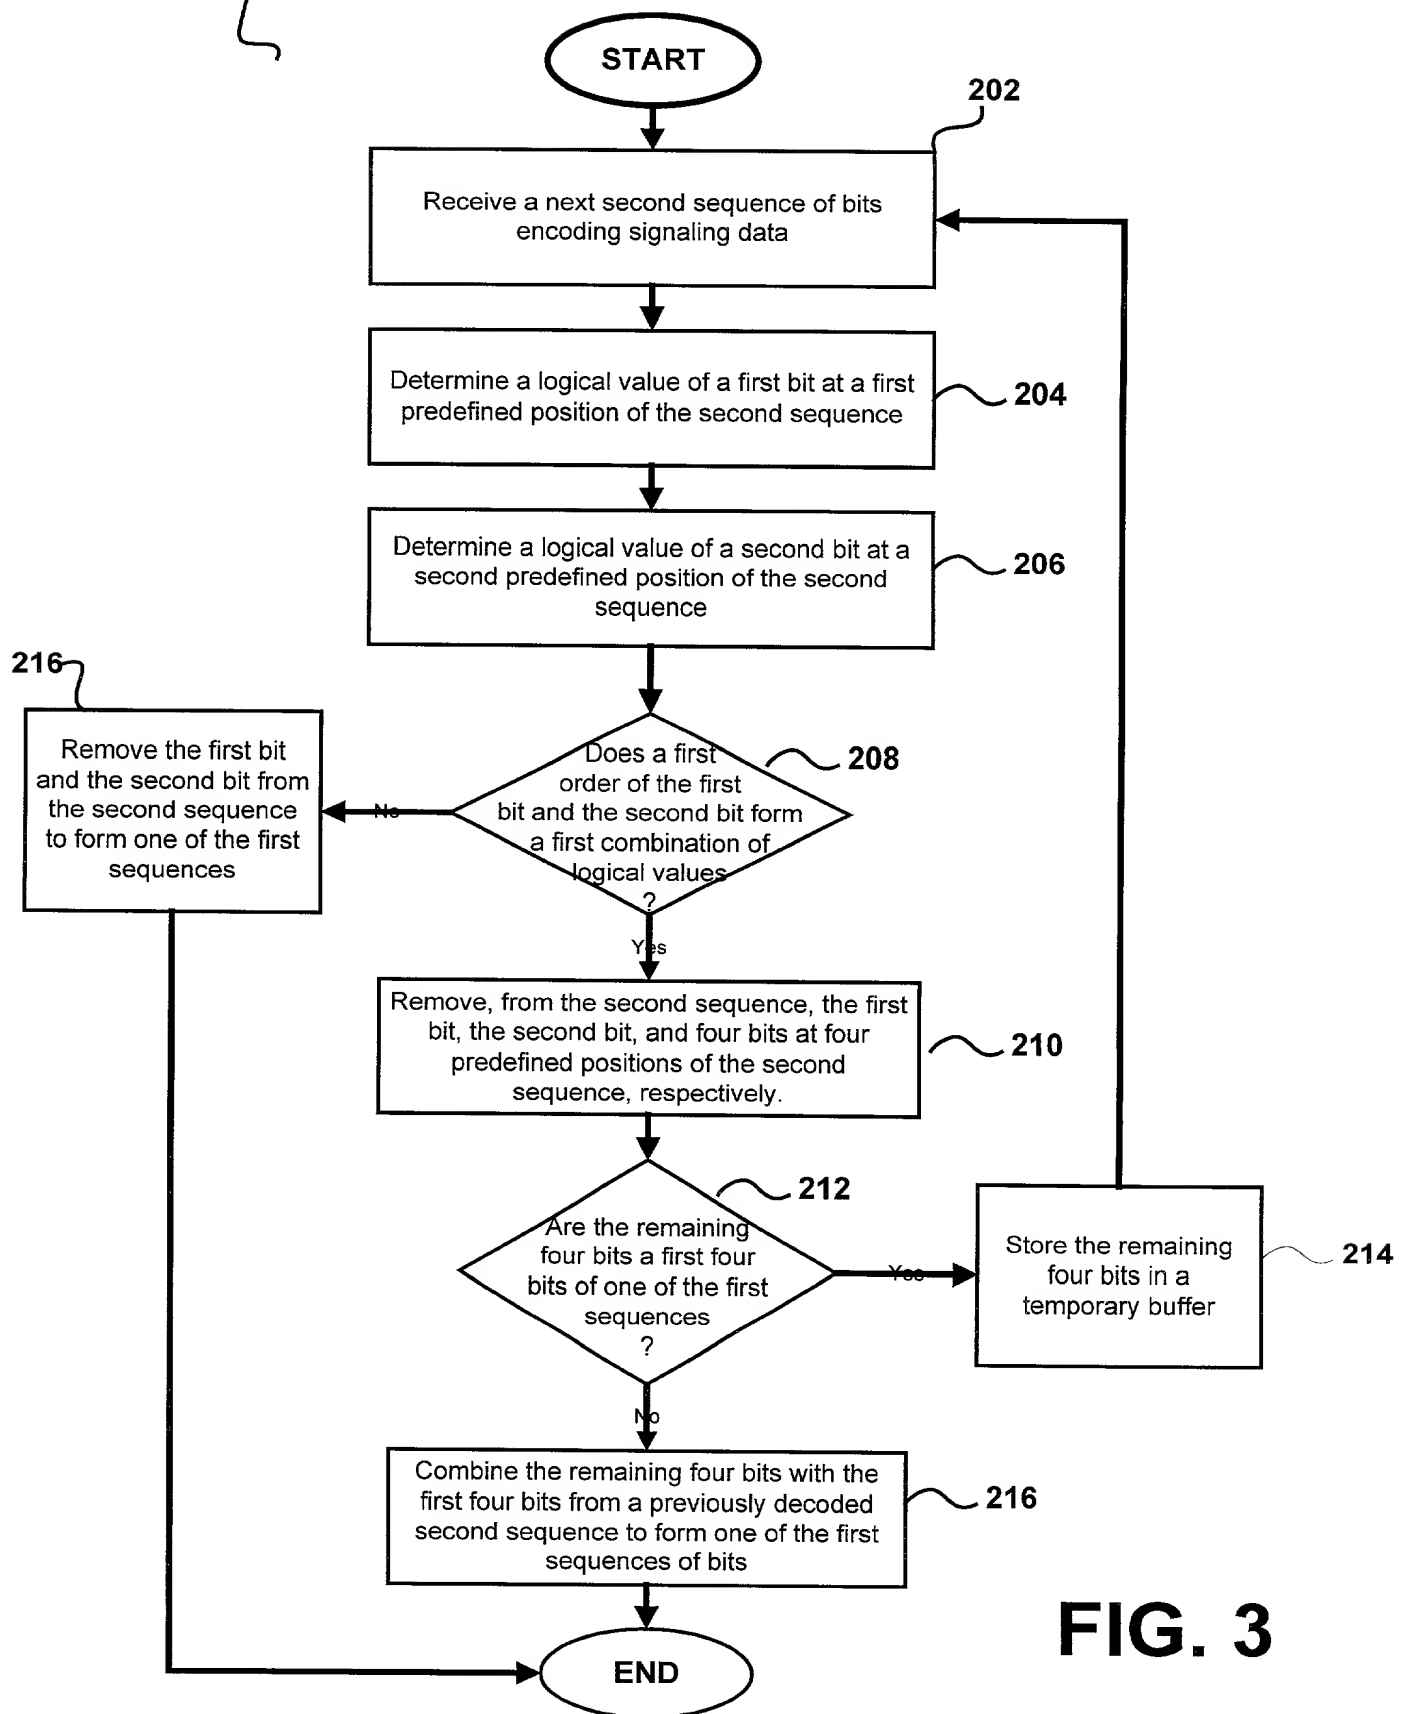 START
202
Receive a next second sequence of bits
encoding signaling data
Determine a logical value of a first bit at a first
predefined position of the second sequence
204
Determine a logical value of a second bit at a
second predefined position of the second
sequence
206
216
Remove the first bit
and the second bit from
the second sequence
to form one of the first
sequences
No
Does a first
order of the first
bit and the second bit form
a first combination of
logical values
?
208
Yes
Remove, from the second sequence, the first
bit, the second bit, and four bits at four
predefined positions of the second
sequence, respectively.
210
212
Are the remaining
four bits a first four
bits of one of the first
sequences
?
Yes
Store the remaining
four bits in a
temporary buffer
214
No
Combine the remaining four bits with the
first four bits from a previously decoded
second sequence to form one of the first
sequences of bits
216
END
FIG. 3